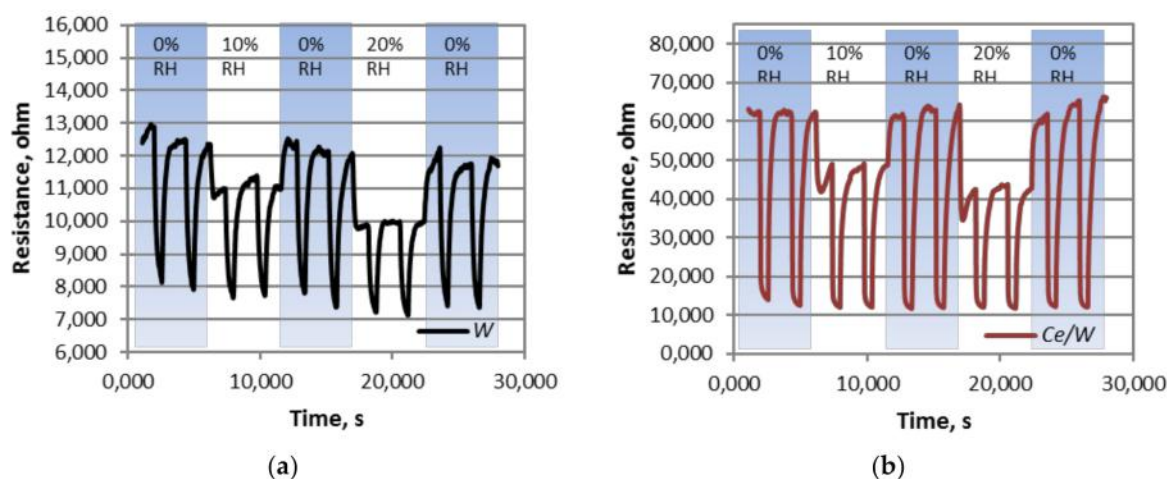 16,000
15,000
14,000
13,000
12,000
11,000
10,000
9,000
8,000
7,000
6,000
Resistance, ohm
0% 10% 0% 20% 0%
RH RH RH RH RH
W
0,000 10,000 20,000 30,000
Time, s
(a)
80,000
70,000
60,000
50,000
40,000
30,000
20,000
10,000
0,000
Resistance, ohm
0% 10% 0% 20% 0%
RH RH RH RH RH
Ce/W
0,000 10,000 20,000 30,000
Time, s
(b)